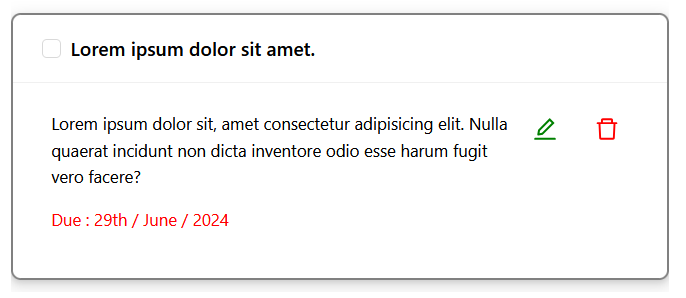 Lorem ipsum dolor sit amet.
Lorem ipsum dolor sit, amet consectetur adipisicing elit. Nulla
quaerat incidunt non dicta inventore odio esse harum fugit
vero facere?
Due : 29th / June / 2024